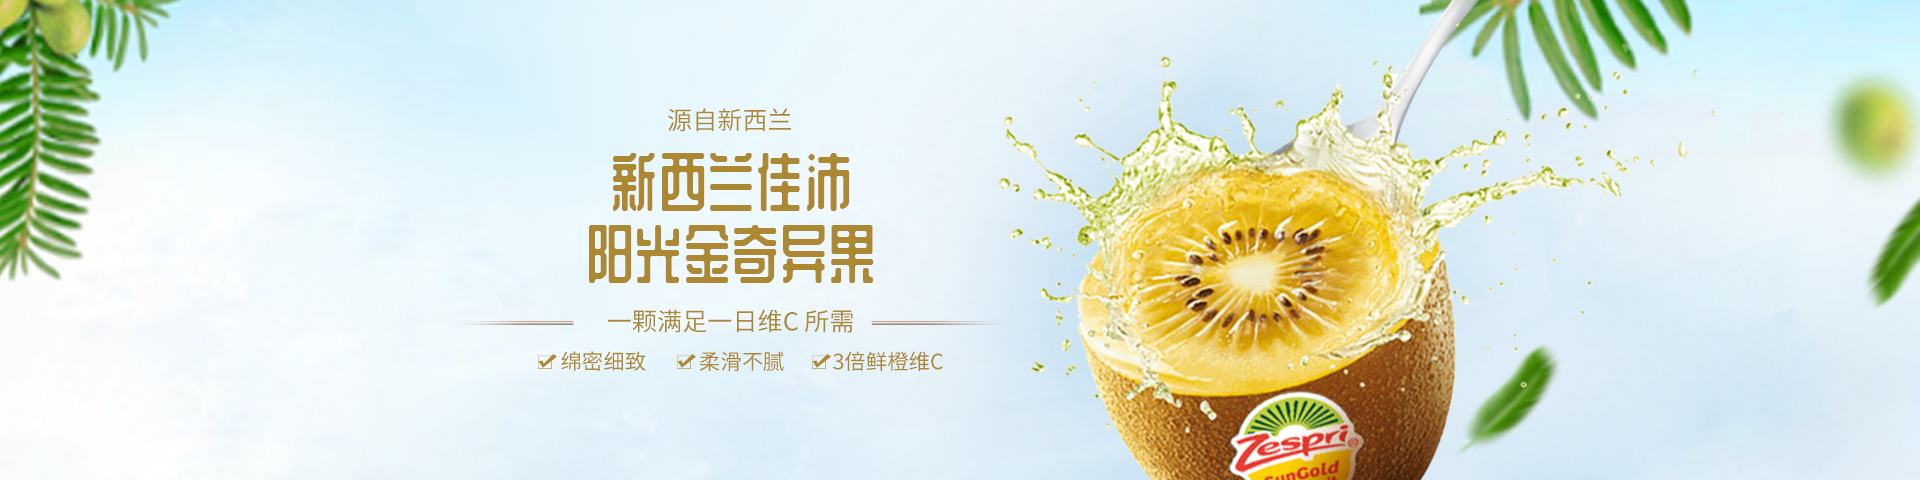 源自新西兰
新西兰佳沛
阳光金奇异果
一颗满足一日维C 所需
绵密细致 柔滑不腻 3倍鲜橙维C
Zespri®
SunGold